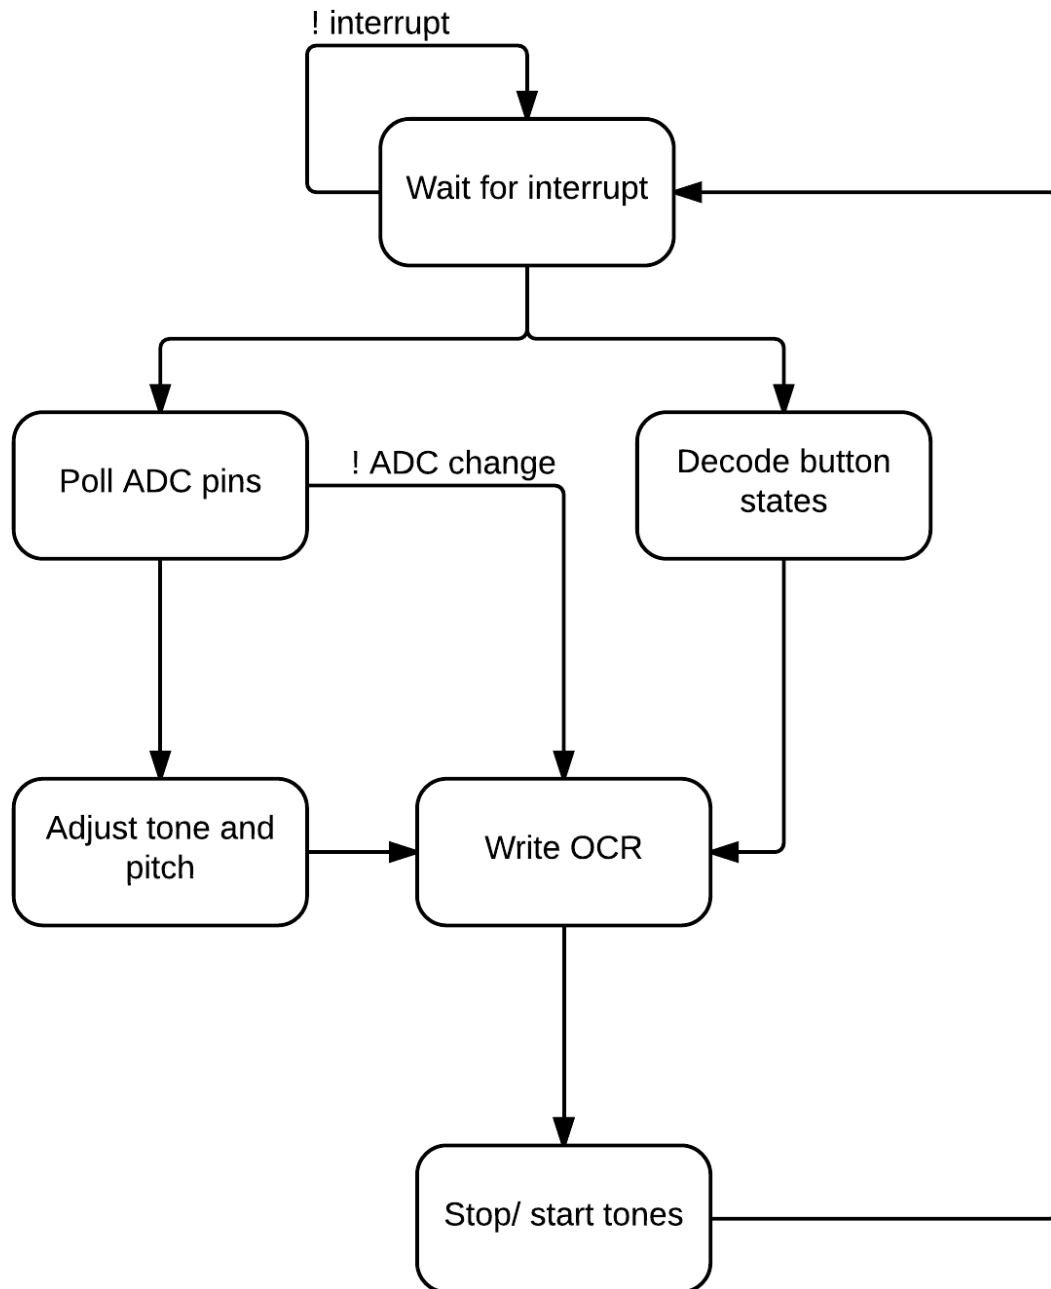 ! interrupt
Wait for interrupt
Poll ADC pins
! ADC change
Decode button
states
Adjust tone and
pitch
Write OCR
Stop/ start tones